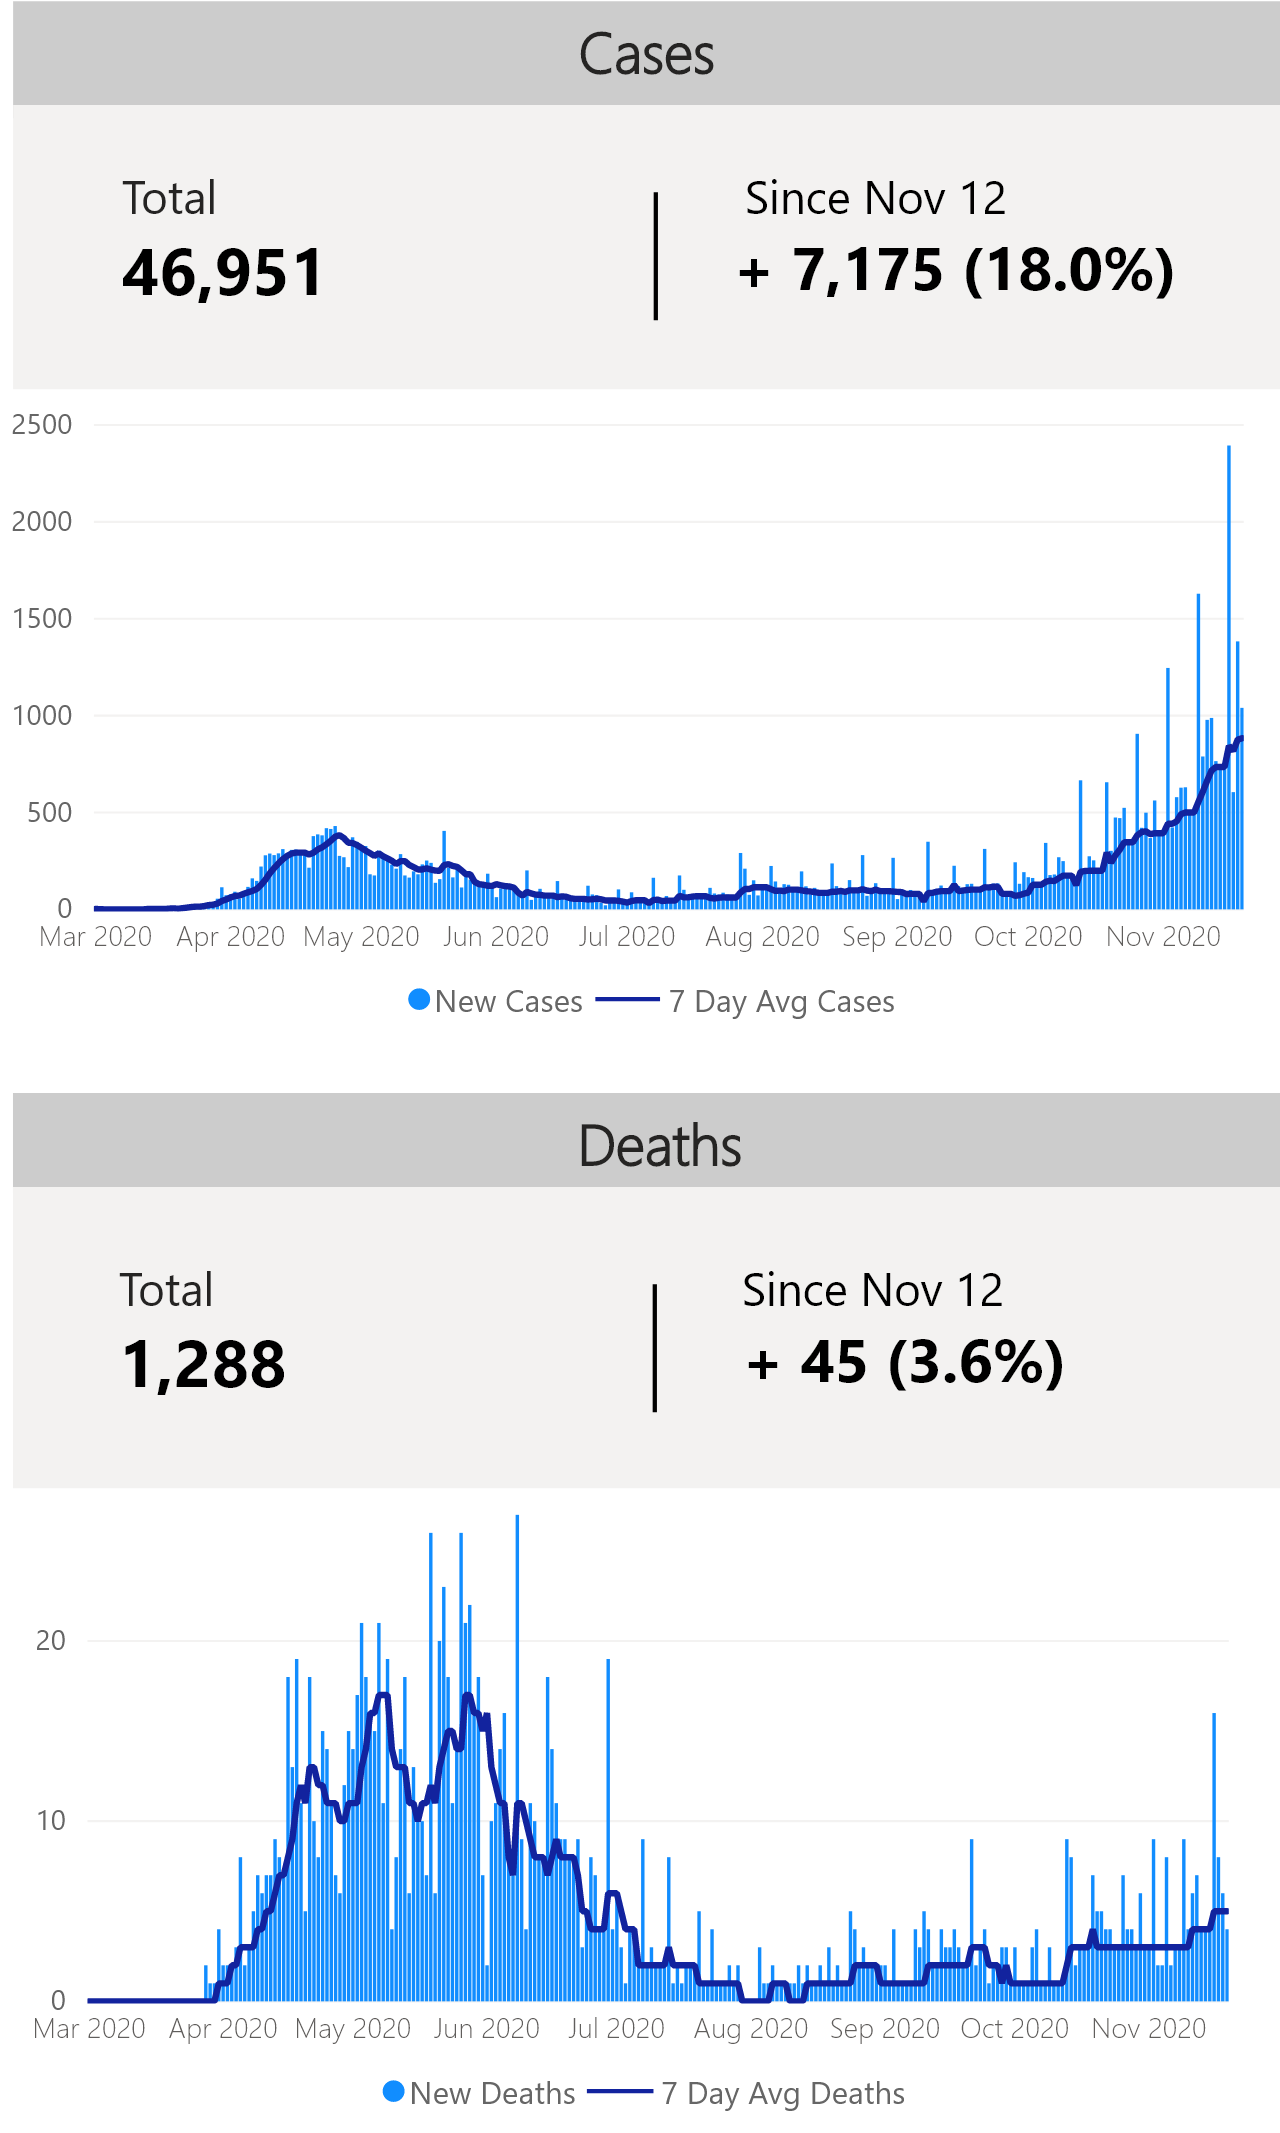 Cases
Total
Since Nov 12
46,951
+ 7,175 (18.0%)
2500
2000
1500
1000
500
0
Mar 2020 Apr 2020 May 2020 Jun 2020 Jul 2020 Aug 2020 Sep 2020 Oct 2020 Nov 2020
New Cases 7 Day Avg Cases
Deaths
Total
Since Nov 12
1,288
+ 45 (3.6%)
20
10
0
Mar 2020 Apr 2020 May 2020 Jun 2020 Jul 2020 Aug 2020 Sep 2020 Oct 2020 Nov 2020
New Deaths 7 Day Avg Deaths